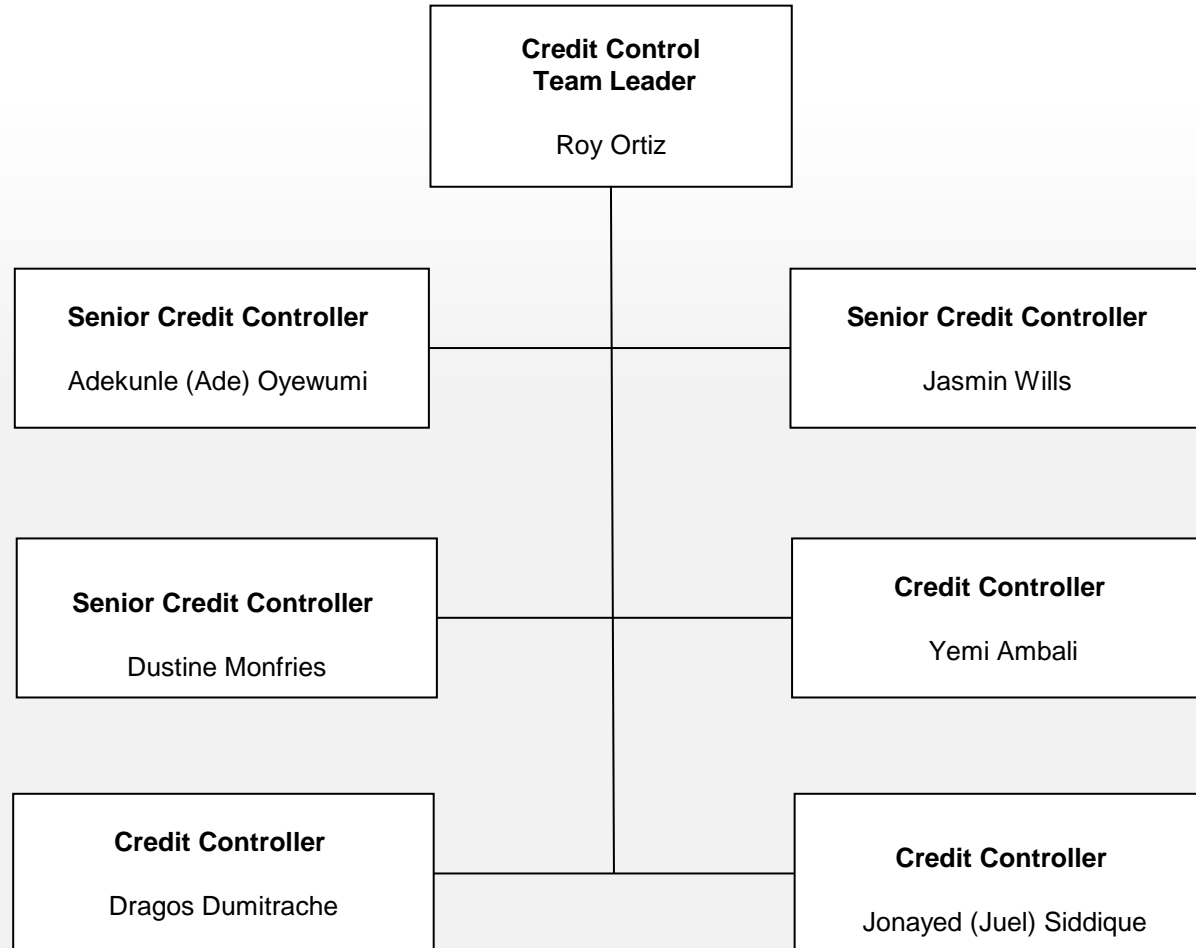 Credit Control
Team Leader
Roy Ortiz
Senior Credit Controller
Adekunle (Ade) Oyewumi
Senior Credit Controller
Jasmin Wills
Senior Credit Controller
Dustine Monfries
Credit Controller
Yemi Ambali
Credit Controller
Dragos Dumitrache
Credit Controller
Jonayed (Juel) Siddique